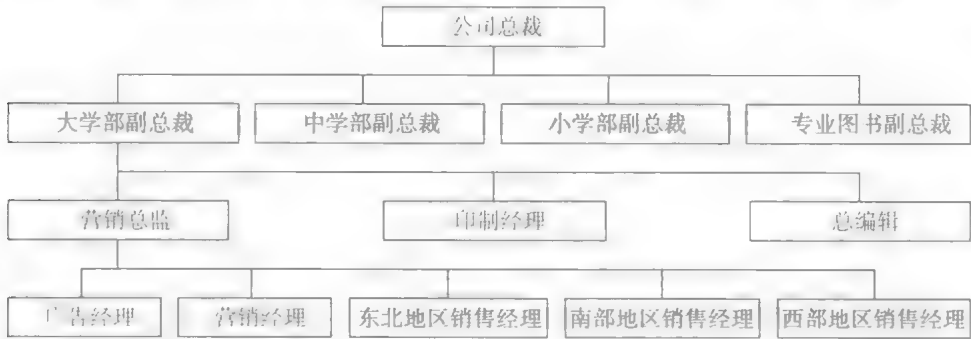 公司总裁
大学部副总裁 中学部副总裁 小学部副总裁 专业图书副总裁
营销总监 印制经理 总编辑
广告经理 营销经理 东北地区销售经理 南部地区销售经理 西部地区销售经理